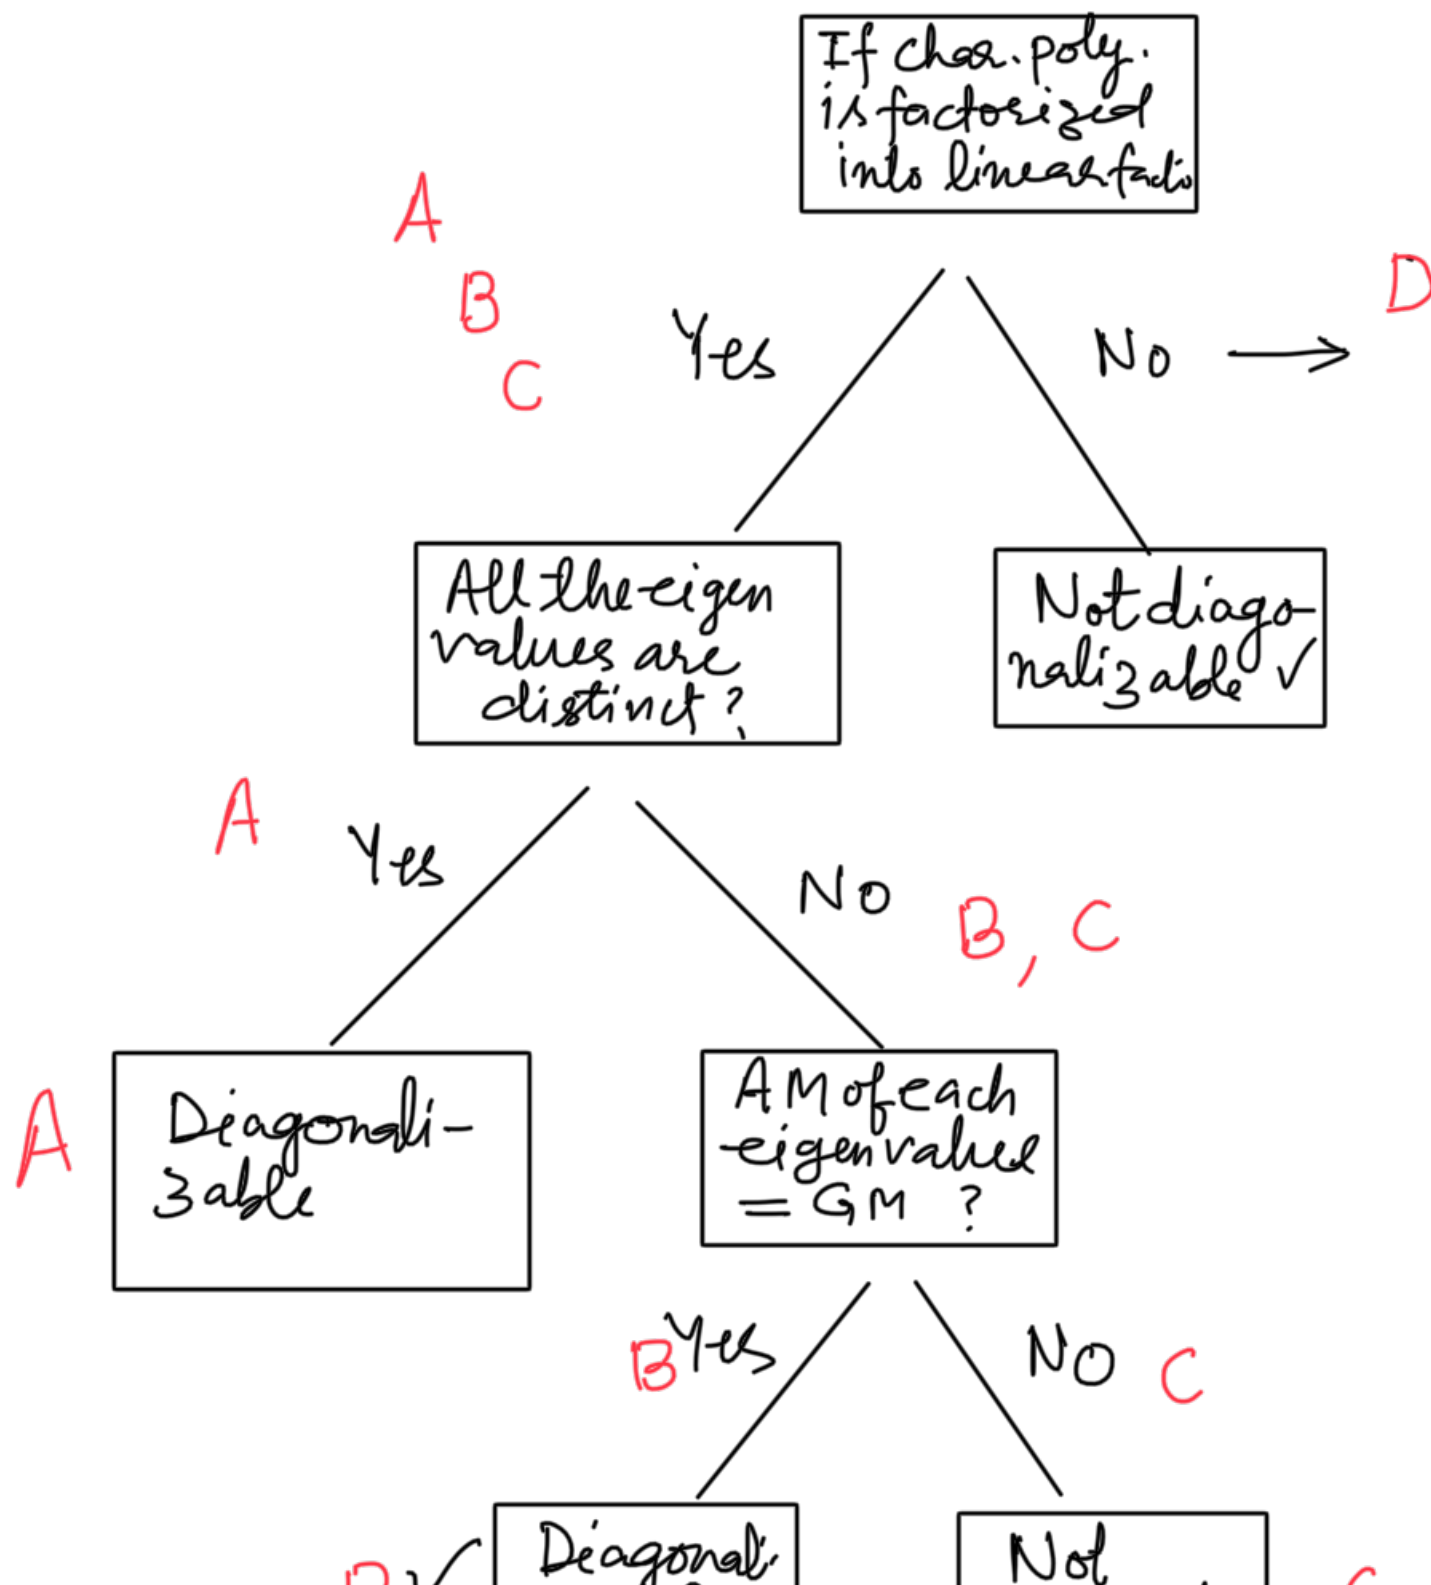 If char. poly.
is factorized
into linear facto
A
D
B
Yes
No
C
All the eigen
values are
distinct?
Not diago-
nalizable ✓
A
Yes
No
B, C
A
Diagonali-
zable
AM of each
eigenvalue
= GM ?
B Yes
NO C
Diagonali
Not